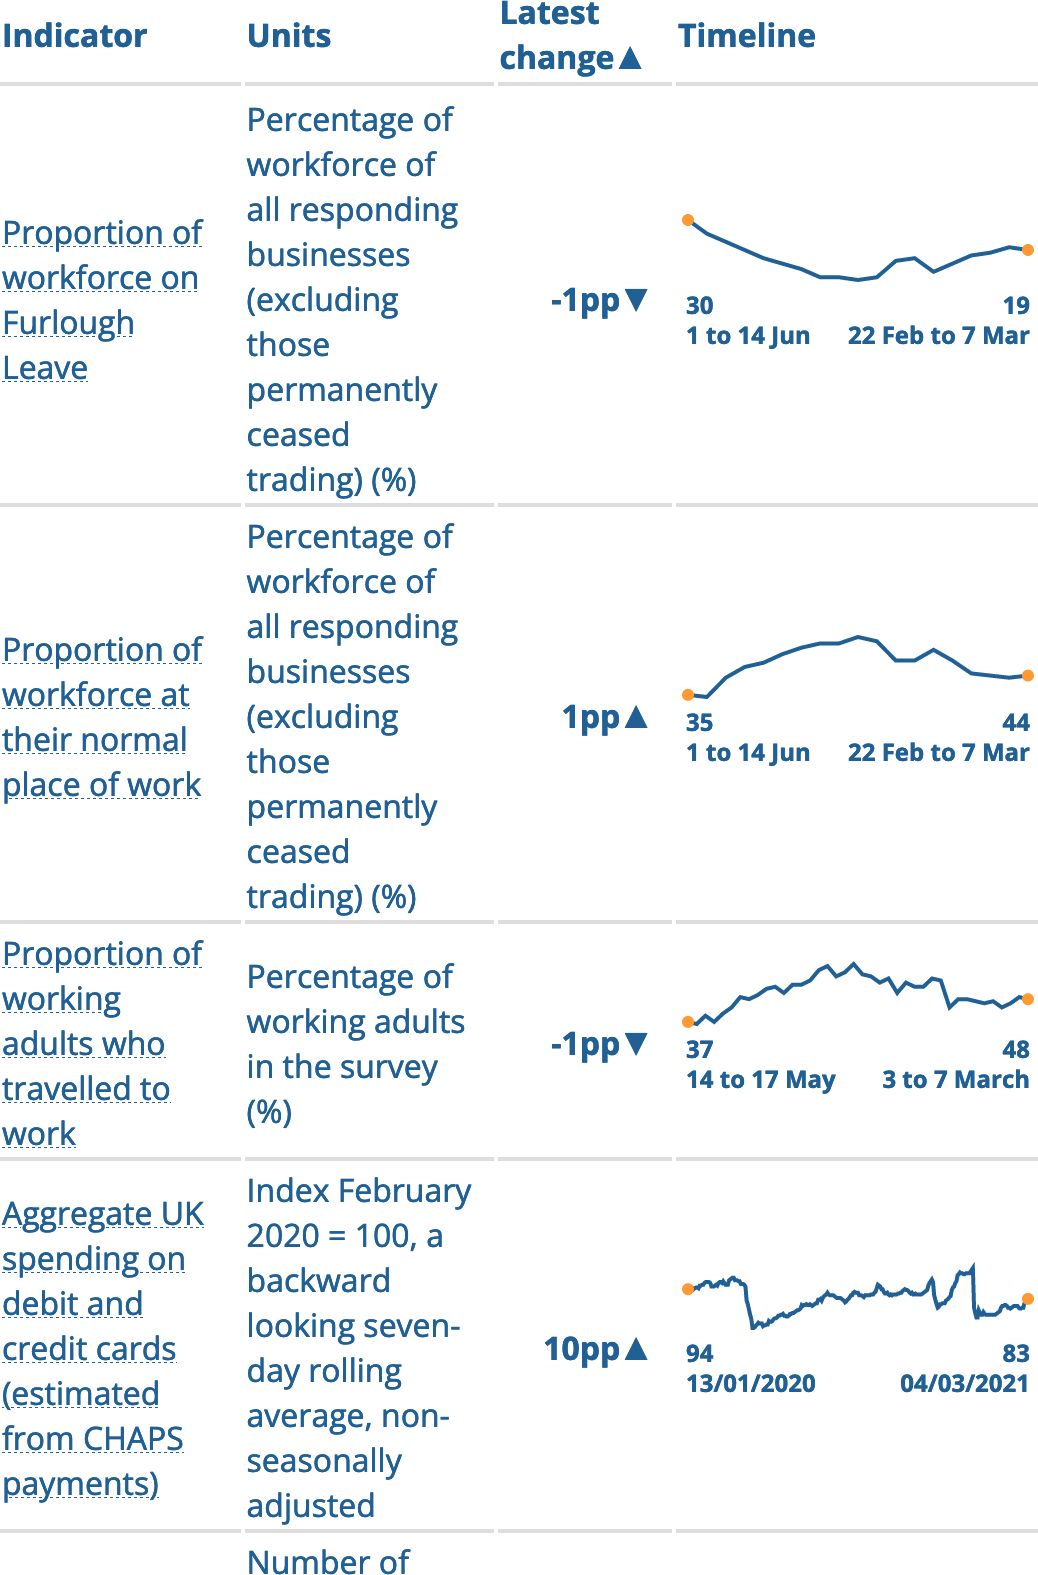 Indicator
Units
Latest
change▲
Timeline
Proportion of
workforce on
Furlough
Leave
Percentage of
workforce of
all responding
businesses
(excluding
those
permanently
ceased
trading) (%)
-1pp▼
30
19
1 to 14 Jun
22 Feb to 7 Mar
Proportion of
workforce at
their normal
place of work
Percentage of
workforce of
all responding
businesses
(excluding
those
permanently
ceased
trading) (%)
1pp▲
35
44
1 to 14 Jun
22 Feb to 7 Mar
Proportion of
working
adults who
travelled to
work
Percentage of
working adults
in the survey
(%)
-1pp▼
37
48
14 to 17 May
3 to 7 March
Aggregate UK
spending on
debit and
credit cards
(estimated
from CHAPS
payments)
Index February
2020 = 100, a
backward
looking seven-
day rolling
average, non-
seasonally
adjusted
10pp▲
94
83
13/01/2020
04/03/2021
Number of